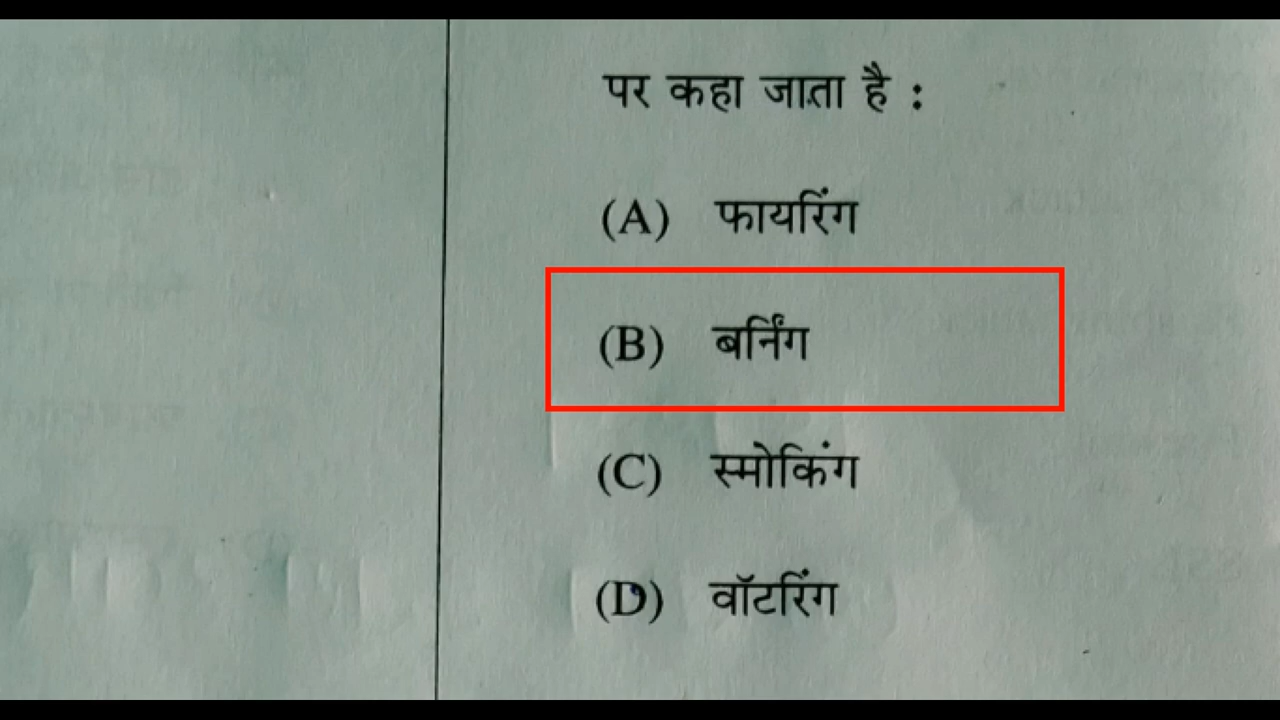 पर कहा जाता है :
(A) फायरिंग
(B) बर्निंग
(C) स्मोकिंग
(D) वॉटरिंग